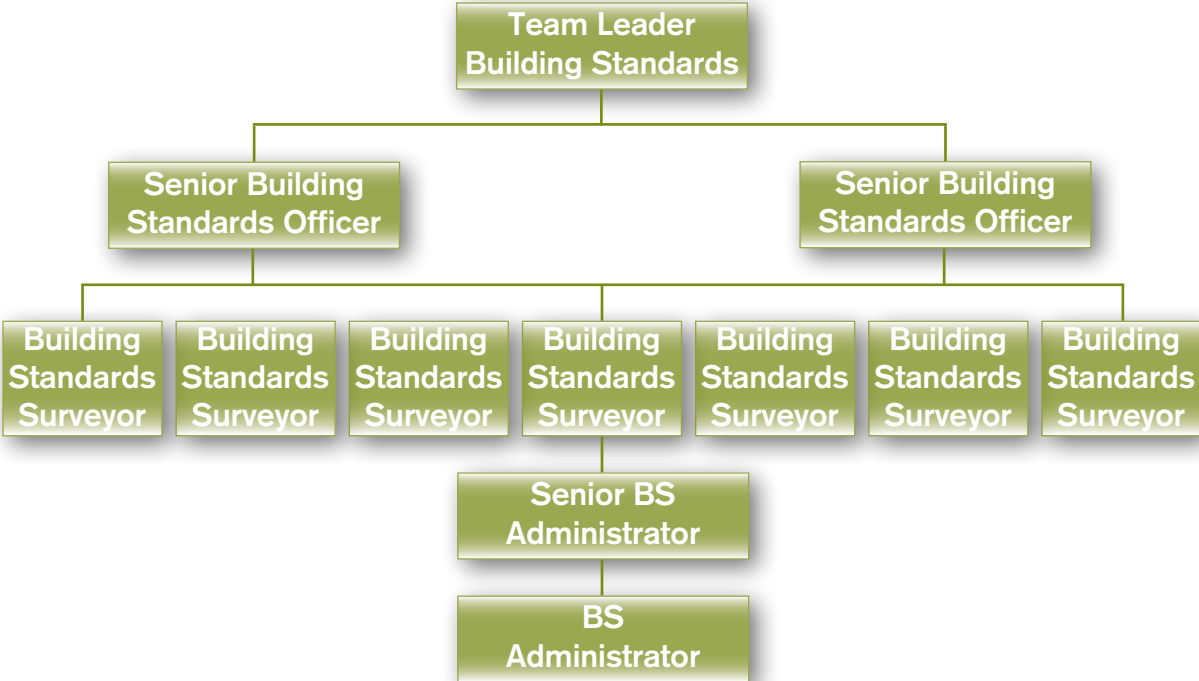 Team Leader
Building Standards
Senior Building
Standards Officer
Senior Building
Standards Officer
Building
Standards
Surveyor
Building
Standards
Surveyor
Building
Standards
Surveyor
Building
Standards
Surveyor
Building
Standards
Surveyor
Building
Standards
Surveyor
Building
Standards
Surveyor
Senior BS
Administrator
BS
Administrator